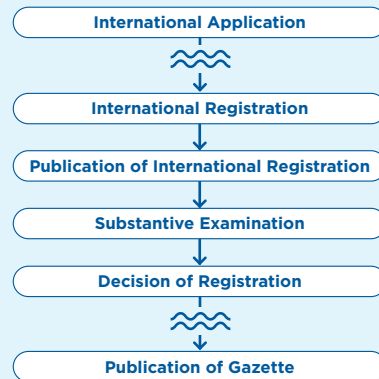 International Application
International Registration
Publication of International Registration
Substantive Examination
Decision of Registration
Publication of Gazette